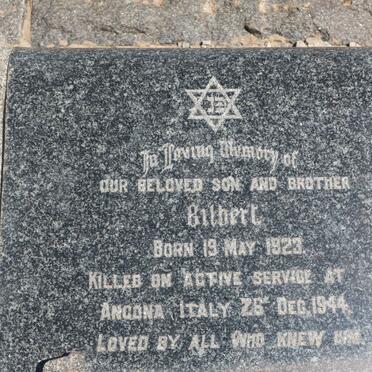 In Loving Memory of
OUR BELOVED SON AND BROTHER
Gilbert.
BORN 19 MAY 1923.
KILLED ON ACTIVE SERVICE AT
ANCONA ITALY 26TH DEC. 1944.
LOVED BY ALL WHO KNEW HIM.